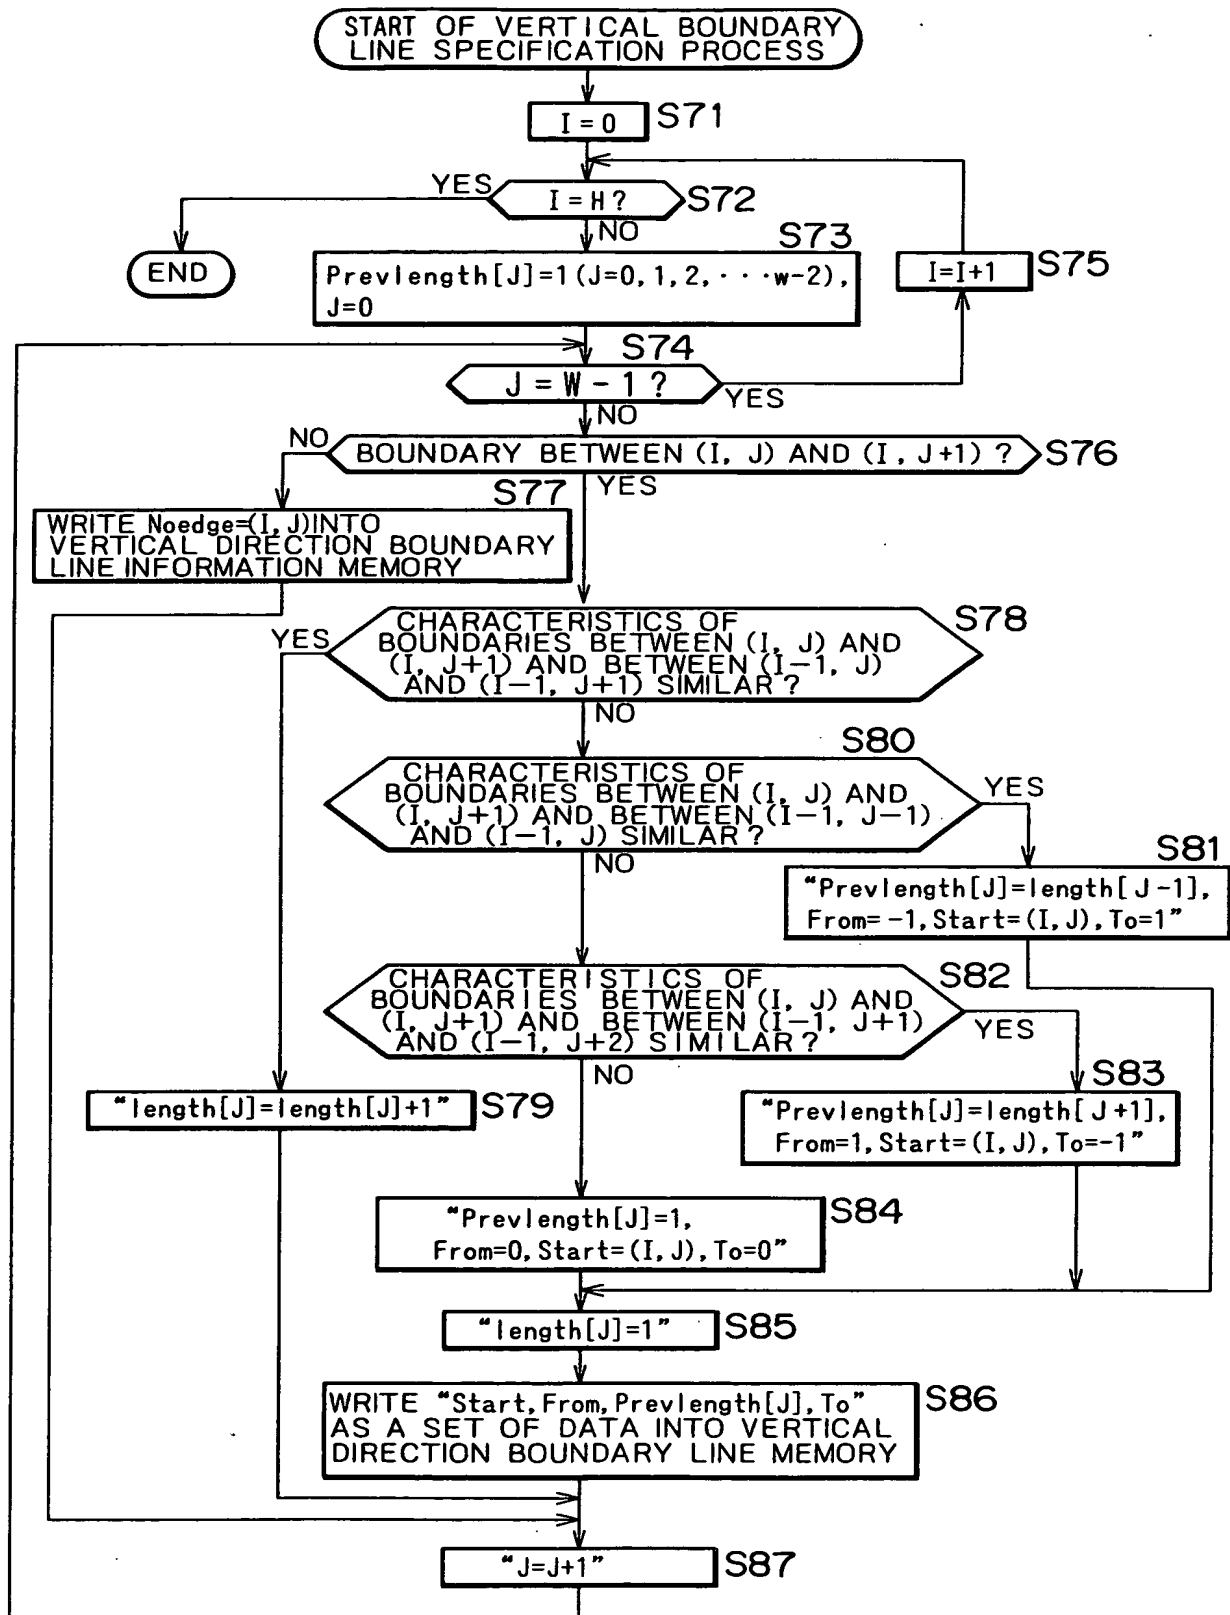 START OF VERTICAL BOUNDARY
LINE SPECIFICATION PROCESS
I=0
S71
YES
I=H?
S72
NO
END
S73
Prevlength[J]=1(J=0,1,2,···w-2),
J=0
I=I+1
S75
S74
J=W-1?
YES
NO
NO
BOUNDARY BETWEEN (I, J) AND (I, J+1) ?
S76
YES
S77
WRITE Noedge=(I,J)INTO
VERTICAL DIRECTION BOUNDARY
LINE INFORMATION MEMORY
YES
CHARACTERISTICS OF
BOUNDARIES BETWEEN (I, J) AND
(I, J+1) AND BETWEEN (I-1, J)
AND (I-1, J+1) SIMILAR?
S78
NO
S80
CHARACTERISTICS OF
BOUNDARIES BETWEEN (I, J) AND
(I, J+1) AND BETWEEN (I-1, J-1)
AND (I-1, J) SIMILAR?
YES
NO
S81
“Prevlength[J]=length[J-1],
From=-1,Start=(I,J),To=1”
CHARACTERISTICS OF
BOUNDARIES BETWEEN (I, J) AND
(I, J+1) AND BETWEEN (I-1, J+1)
AND (I-1, J+2) SIMILAR?
S82
YES
NO
S83
“length[J]=length[J]+1”
S79
“Prevlength[J]=length[J+1],
From=1,Start=(I,J),To=-1”
“Prevlength[J]=1,
From=0,Start=(I,J),To=0”
S84
“length[J]=1”
S85
WRITE “Start,From,Prevlength[J],To”
AS A SET OF DATA INTO VERTICAL
DIRECTION BOUNDARY LINE MEMORY
S86
“J=J+1”
S87